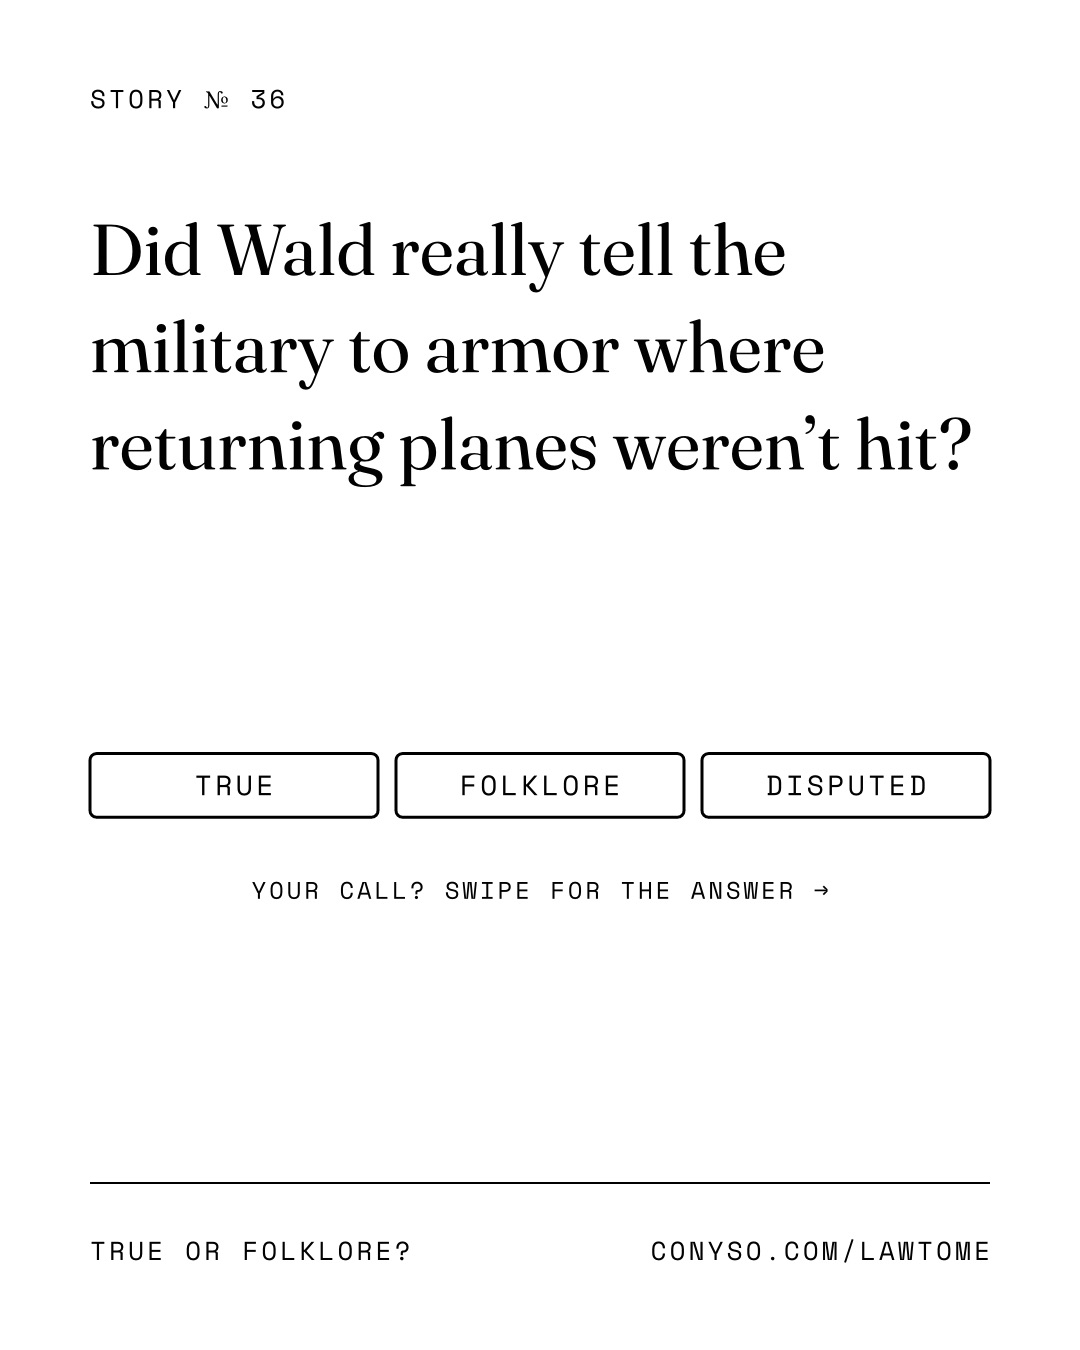 STORY № 36
Did Wald really tell the
military to armor where
returning planes weren’t hit?
TRUE
FOLKLORE
DISPUTED
YOUR CALL? SWIPE FOR THE ANSWER →
TRUE OR FOLKLORE?
CONYSO.COM/LAWTOME